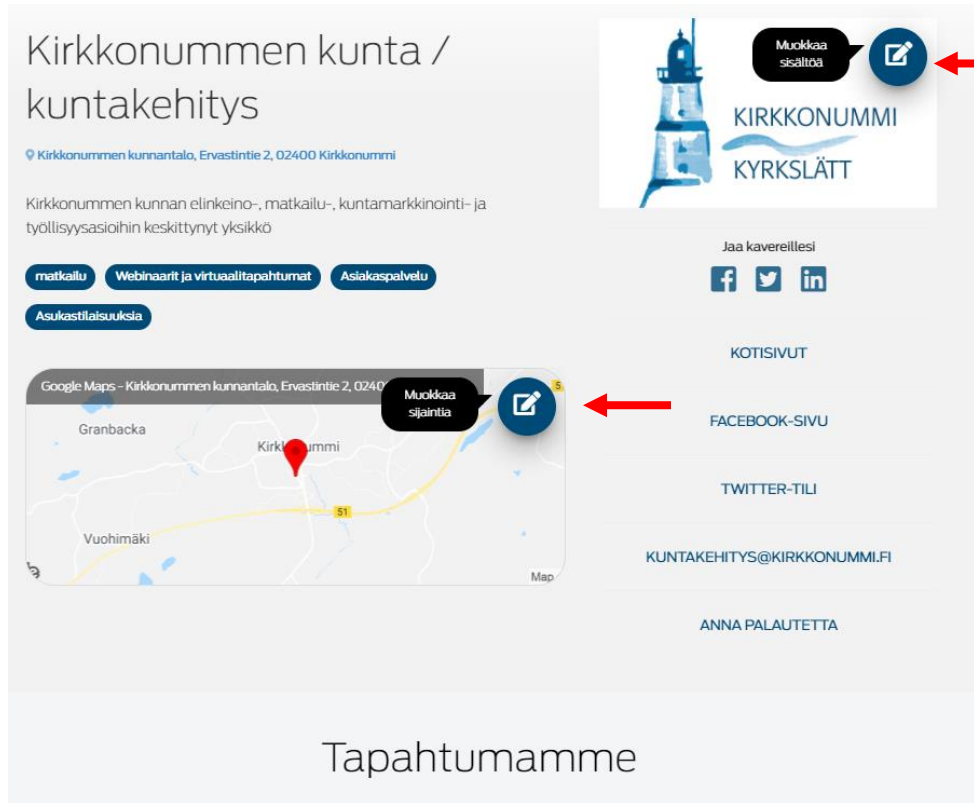 Kirkkonummen kunta /
kuntakehitys
Kirkkonummen kunnantalo, Ervastintie 2, 02400 Kirkkonummi
Kirkkonummen kunnan elinkeino-, matkailu-, kuntamarkkinointi- ja
työllisyysasioihin keskittynyt yksikkö
matkailu Webinaarit ja virtuaalitapahtumat Asiakaspalvelu
Asukastilaisuuksia
Google Maps - Kirkkonummen kunnantalo, Ervastintie 2, 0240
Muokkaa
sijaintia
5
Granbacka
51
Vuohimäki
Map
Muokkaa
sisältöä
KIRKKONUMMI
KYRKSLÄTT
Jaa kavereillesi
KOTISIVUT
FACEBOOK-SIVU
TWITTER-TILI
KUNTAKEHITYS@KIRKKONUMMI.FI
ANNA PALAUTETTA
Tapahtumamme